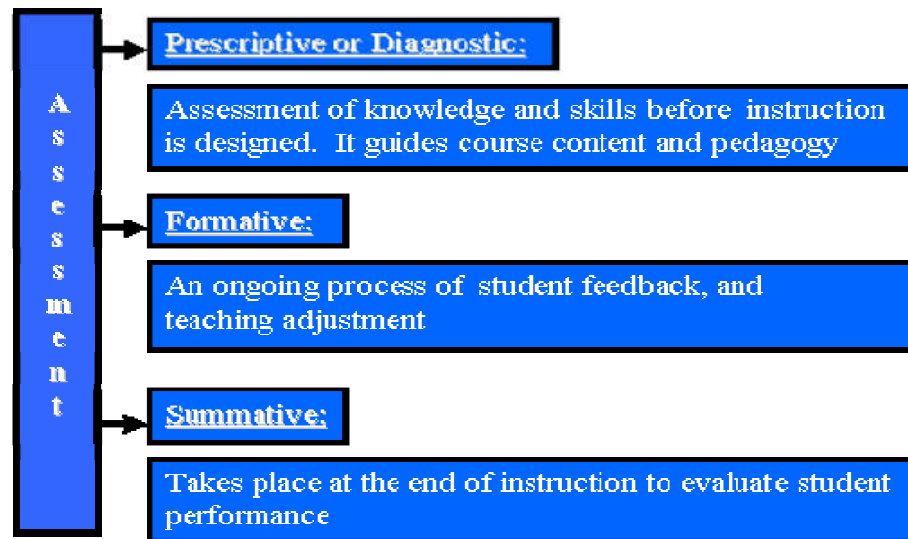 Assessment
Prescriptive or Diagnostic:
Assessment of knowledge and skills before instruction
is designed. It guides course content and pedagogy
Formative:
An ongoing process of student feedback, and
teaching adjustment
Summative:
Takes place at the end of instruction to evaluate student
performance